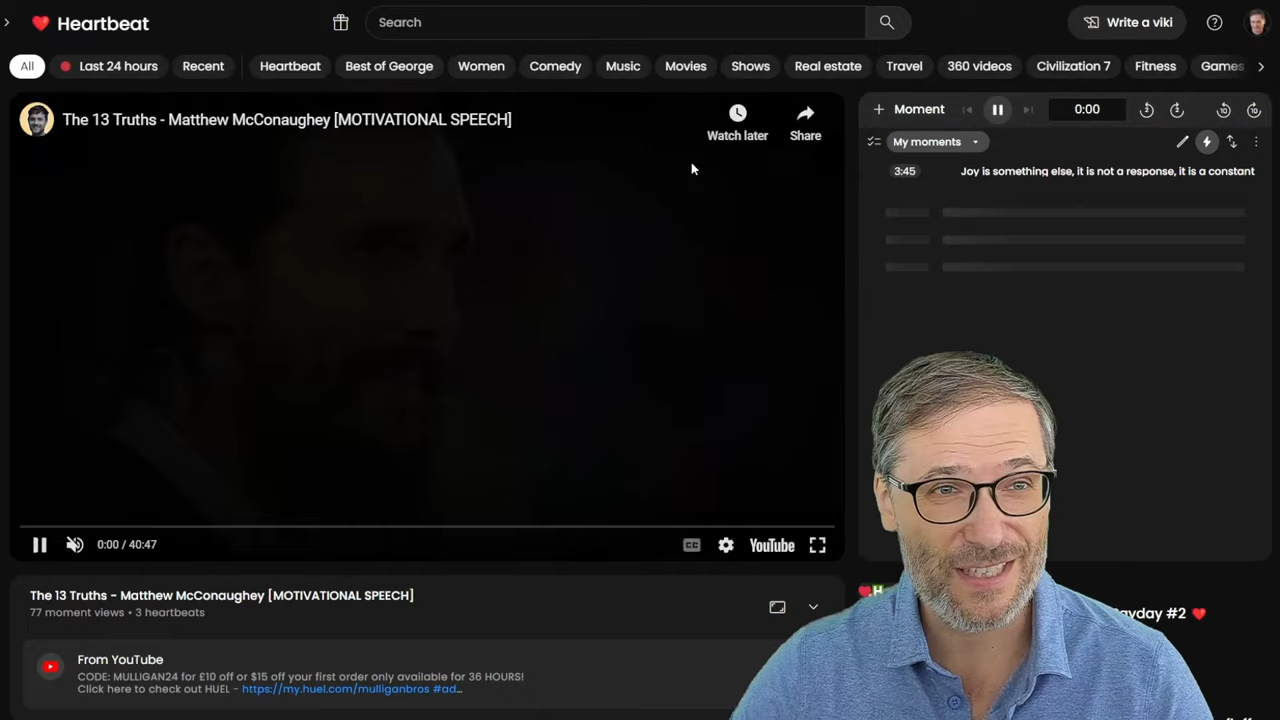 Heartbeat
Search
Write a viki
All
Last 24 hours
Recent
Heartbeat
Best of George
Women
Comedy
Music
Movies
Shows
Real estate
Travel
360 videos
Civilization 7
Fitness
Games
The 13 Truths - Matthew McConaughey [MOTIVATIONAL SPEECH]
Watch later
Share
Moment
0:00
3
7
10
10
My moments
3:45
Joy is something else, it is not a response, it is a constant
0:00 / 40:47
CC
YouTube
The 13 Truths - Matthew McConaughey [MOTIVATIONAL SPEECH]
77 moment views • 3 heartbeats
#2
From YouTube
CODE: MULLIGAN24 for £10 off or $15 off your first order only available for 36 HOURS!
Click here to check out HUEL - https://my.huel.com/mulliganbros #ad...